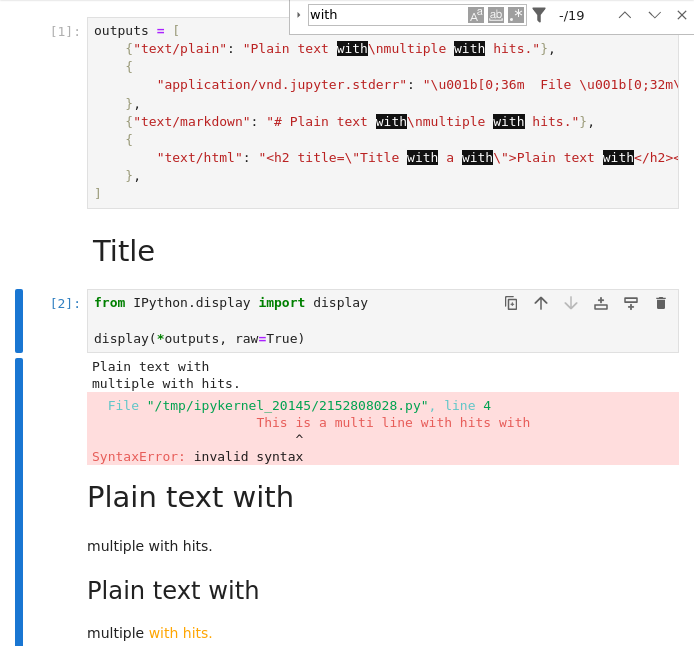 with
Aa
ab
.*
-/19
[1]:
outputs = [
{"text/plain": "Plain text with\nmultiple with hits."},
{
"application/vnd.jupyter.stderr": "\u001b[0;36m  File \u001b[0;32m\
},
{"text/markdown": "# Plain text with\nmultiple with hits."},
{
"text/html": "<h2 title=\"Title with a with\">Plain text with</h2><
},
]
Title
[2]:
from IPython.display import display
display(*outputs, raw=True)
Plain text with
multiple with hits.
File "/tmp/ipykernel_20145/2152808028.py", line 4
This is a multi line with hits with
^
SyntaxError: invalid syntax
Plain text with
multiple with hits.
Plain text with
multiple with hits.